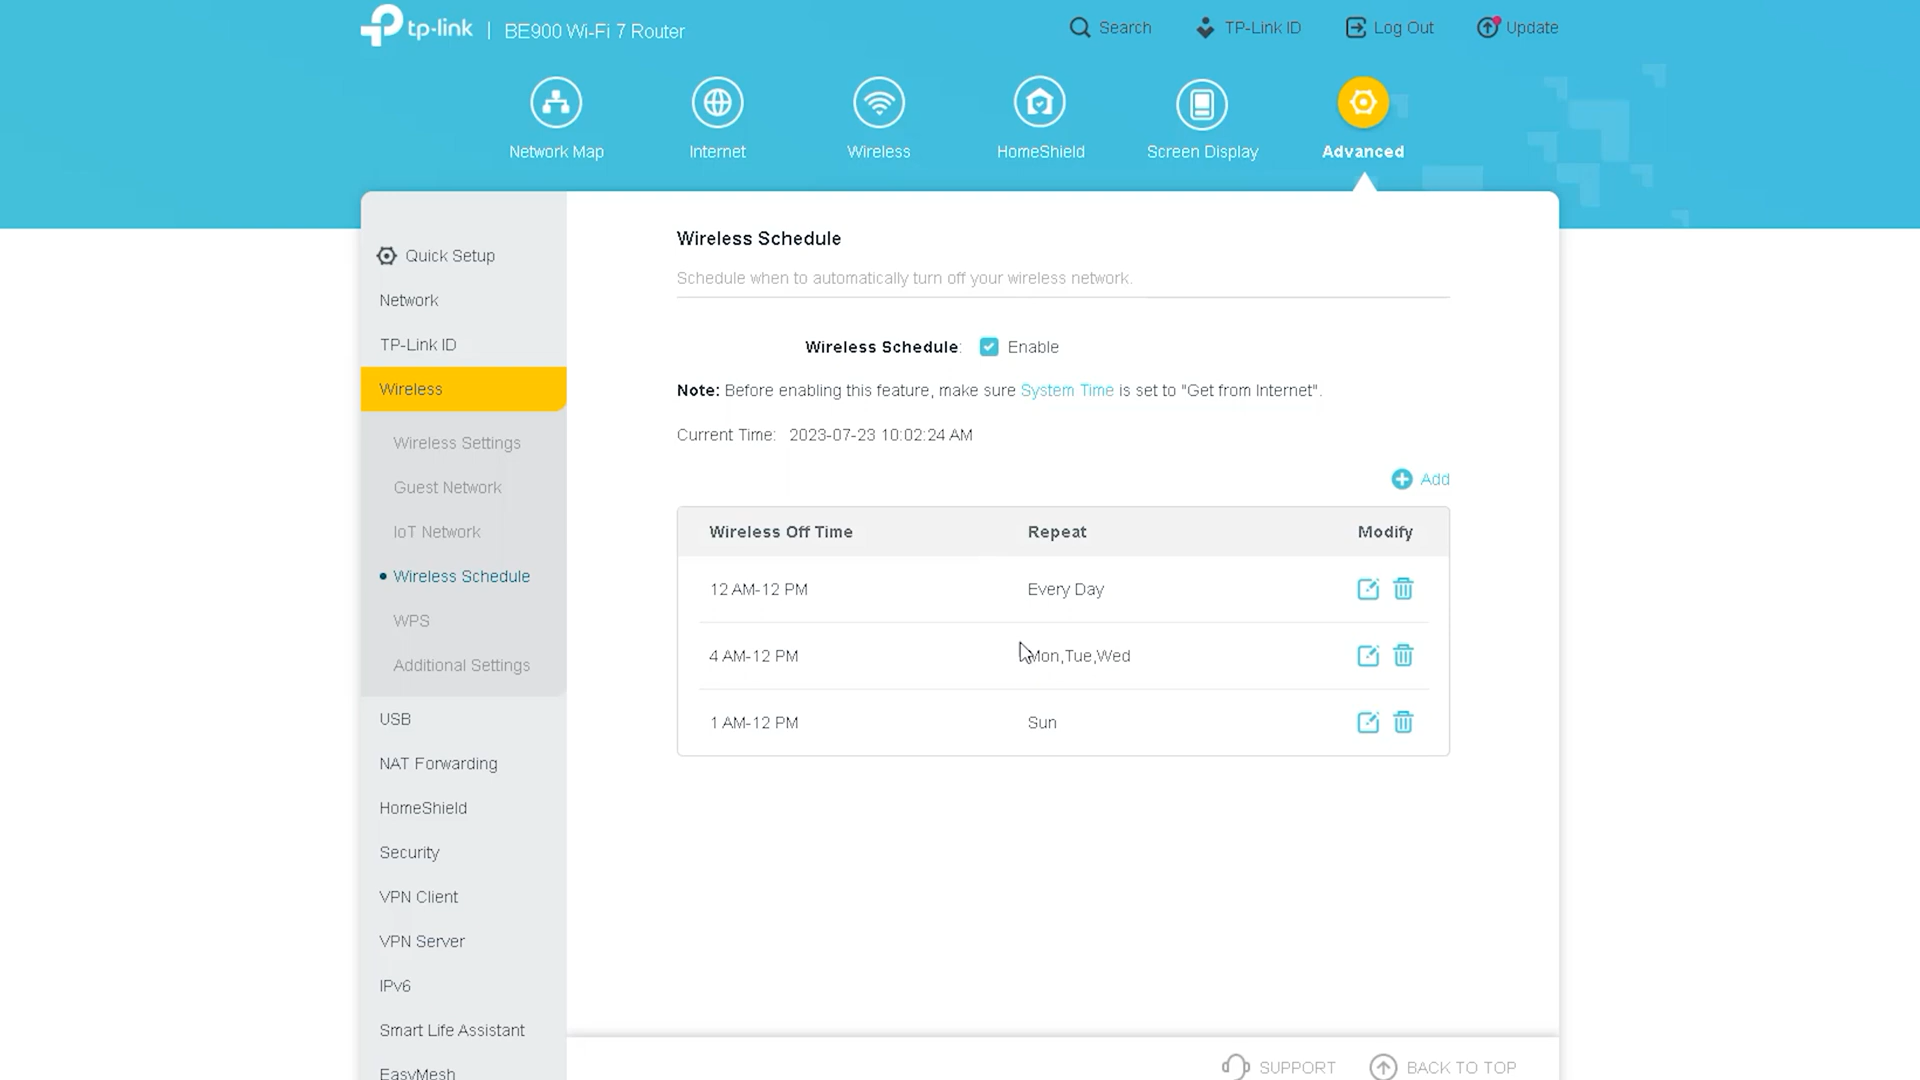 tp-link | BE900 Wi-Fi 7 Router
Search
TP-Link ID
Log Out
Update
Network Map
Internet
Wireless
HomeShield
Screen Display
Advanced
Quick Setup
Network
TP-Link ID
Wireless
Wireless Settings
Guest Network
IoT Network
Wireless Schedule
WPS
Additional Settings
USB
NAT Forwarding
HomeShield
Security
VPN Client
VPN Server
IPv6
Smart Life Assistant
EasyMesh
Wireless Schedule
Schedule when to automatically turn off your wireless network.
Wireless Schedule: Enable
Note: Before enabling this feature, make sure System Time is set to "Get from Internet".
Current Time: 2023-07-23 10:02:24 AM
Add
Wireless Off Time Repeat Modify
12 AM-12 PM Every Day
4 AM-12 PM Mon,Tue,Wed
1 AM-12 PM Sun
SUPPORT
BACK TO TOP